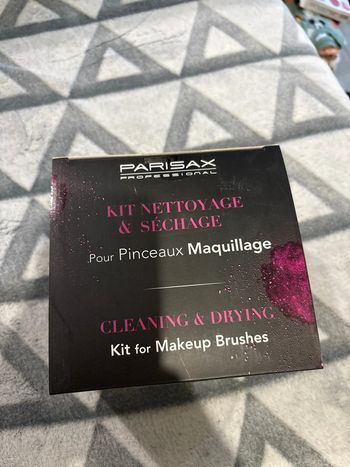 PARISAX
PROFESSIONAL
KIT NETTOYAGE
& SÉCHAGE
Pour Pinceaux Maquillage
CLEANING & DRYING
Kit for Makeup Brushes